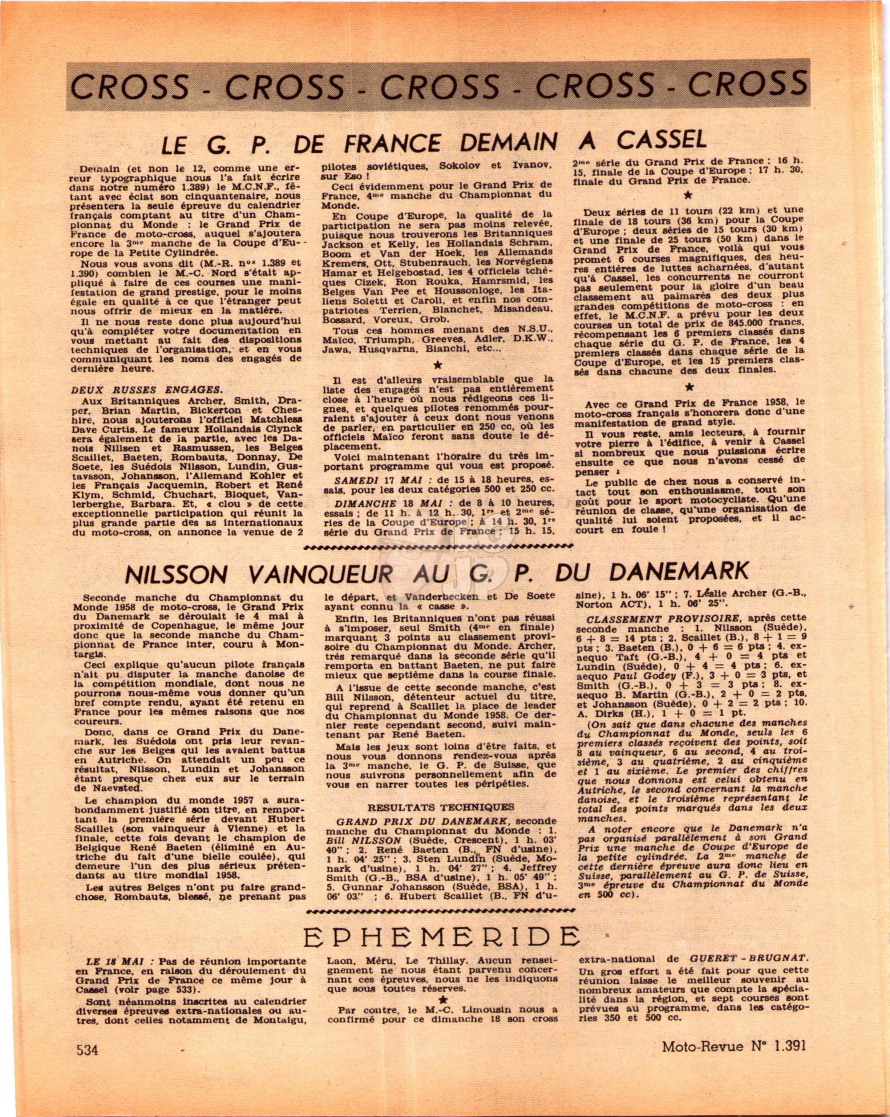 CROSS - CROSS - CROSS - CROSS - CROSS
LE G. P. DE FRANCE DEMAIN A CASSEL
Demain (et non le 12, comme une er-
reur typographique nous l'a fait écrire
dans notre numéro 1.389) le M.C.N.F., fê-
tant avec éclat son cinquantenaire, nous
présentera la seule épreuve du calendrier
français comptant au titre d'un Cham-
pionnat du Monde : le Grand Prix de
France de moto-cross, auquel s'ajoutera
encore la 3me manche de la Coupe d'Eu-
rope de la Petite Cylindrée.
Nous vous avons dit (M.-R. nos 1.389 et
1.390) combien le M.-C. Nord s'était ap-
pliqué à faire de ces courses une mani-
festation de grand prestige, pour le moins
égale en qualité à ce que l'étranger peut
nous offrir de mieux en la matière.
Il ne nous reste donc plus aujourd'hui
qu'à compléter votre documentation en
vous mettant au fait des dispositions
techniques de l'organisation, et en vous
communiquant les noms des engagés de
dernière heure.
DEUX RUSSES ENGAGES.
Aux Britanniques Archer, Smith, Dra-
per, Brian Martin, Bickerton et Ches-
hire, nous ajouterons l'officiel Matchless
Dave Curtis. Le fameux Hollandais Clynck
sera également de la partie, avec les Da-
nois Nillsen et Rasmussen, les Belges
Scaillet, Baeten, Rombauts, Donnay, De
Soete, les Suédois Nilsson, Lundin, Gus-
tavsson, Johansson, l'Allemand Kohler et
les Français Jacquemin, Robert et René
Klym, Schmid, Chuchart, Bloquet, Van-
lerberghe, Barbara. Et, « clou » de cette
exceptionnelle participation qui réunit la
plus grande partie des as internationaux
du moto-cross, on annonce la venue de 2
pilotes soviétiques, Sokolov et Ivanov,
sur Eso !
Ceci évidemment pour le Grand Prix de
France, 4me manche du Championnat du
Monde.
En Coupe d'Europe, la qualité de la
participation ne sera pas moins relevée,
puisque nous trouverons les Britanniques
Jackson et Kelly, les Hollandais Schram,
Boom et Van der Hoek, les Allemands
Kremers, Ott, Stubenrauch, les Norvégiens
Hamar et Helgebostad, les 4 officiels tchè-
ques Cizek, Ron Rouka, Hamrsmid, les
Belges Van Pee et Houssonloge, les Ita-
liens Soletti et Caroli, et enfin nos com-
patriotes Terrien, Blanchet, Misandeau,
Bossard, Voreux, Grob.
Tous ces hommes menant des N.S.U.,
Maïco, Triumph, Greeves, Adler, D.K.W.,
Jawa, Husqvarna, Bianchi, etc...
★
Il est d'ailleurs vraisemblable que la
liste des engagés n'est pas entièrement
close à l'heure où nous rédigeons ces li-
gnes, et quelques pilotes renommés pour-
raient s'ajouter à ceux dont nous venons
de parler, en particulier en 250 cc, où les
officiels Maïco feront sans doute le dé-
placement.
Voici maintenant l'horaire du très im-
portant programme qui vous est proposé.
SAMEDI 17 MAI : de 15 à 18 heures, es-
sais, pour les deux catégories 500 et 250 cc.
DIMANCHE 18 MAI : de 8 à 10 heures,
essais ; de 11 h. à 12 h. 30, 1re et 2me sé-
ries de la Coupe d'Europe ; à 14 h. 30, 1re
série du Grand Prix de France ; 15 h. 15,
2me série du Grand Prix de France ; 16 h.
15, finale de la Coupe d'Europe ; 17 h. 30,
finale du Grand Prix de France.
★
Deux séries de 11 tours (22 km) et une
finale de 18 tours (36 km) pour la Coupe
d'Europe ; deux séries de 15 tours (30 km)
et une finale de 25 tours (50 km) dans le
Grand Prix de France, voilà qui vous
promet 6 courses magnifiques, des heu-
res entières de luttes acharnées, d'autant
qu'à Cassel, les concurrents ne courront
pas seulement pour la gloire d'un beau
classement au palmarès des deux plus
grandes compétitions de moto-cross : en
effet, le M.C.N.F. a prévu pour les deux
courses un total de prix de 845.000 francs,
récompensant les 6 premiers classés dans
chaque série du G. P. de France, les 4
premiers classés dans chaque série de la
Coupe d'Europe, et les 15 premiers clas-
sés dans chacune des deux finales.
★
Avec ce Grand Prix de France 1958, le
moto-cross français s'honorera donc d'une
manifestation de grand style.
Il vous reste, amis lecteurs, à fournir
votre pierre à l'édifice, à venir à Cassel
si nombreux que nous puissions écrire
ensuite ce que nous n'avons cessé de
penser :
Le public de chez nous a conservé in-
tact tout son enthousiasme, tout son
goût pour le sport motocycliste. Qu'une
réunion de classe, qu'une organisation de
qualité lui soient proposées, et il ac-
court en foule !
NILSSON VAINQUEUR AU G. P. DU DANEMARK
Seconde manche du Championnat du
Monde 1958 de moto-cross, le Grand Prix
du Danemark se déroulait le 4 mai à
proximité de Copenhague, le même jour
donc que la seconde manche du Cham-
pionnat de France inter, couru à Mon-
targis.
Ceci explique qu'aucun pilote français
n'ait pu disputer la manche danoise de
la compétition mondiale, dont nous ne
pourrons nous-même vous donner qu'un
bref compte rendu, ayant été retenu en
France pour les mêmes raisons que nos
coureurs.
Donc, dans ce Grand Prix du Dane-
mark, les Suédois ont pris leur revan-
che sur les Belges qui les avaient battus
en Autriche. On attendait un peu ce
résultat, Nilsson, Lundin et Johansson
étant presque chez eux sur le terrain
de Naevsted.
Le champion du monde 1957 a sura-
bondamment justifié son titre, en rempor-
tant la première série devant Hubert
Scaillet (son vainqueur à Vienne) et la
finale, cette fois devant le champion de
Belgique René Baeten (éliminé en Au-
triche du fait d'une bielle coulée), qui
demeure l'un des plus sérieux préten-
dants au titre mondial 1958.
Les autres Belges n'ont pu faire grand-
chose, Rombauts, blessé, ne prenant pas
le départ, et Vanderbecken et De Soete
ayant connu la « casse ».
Enfin, les Britanniques n'ont pas réussi
à s'imposer, seul Smith (4me en finale)
marquant 3 points au classement provi-
soire du Championnat du Monde. Archer,
très remarqué dans la seconde série qu'il
remporta en battant Baeten, ne put faire
mieux que septième dans la course finale.
A l'issue de cette seconde manche, c'est
Bill Nilsson, détenteur actuel du titre,
qui reprend à Scaillet la place de leader
du Championnat du Monde 1958. Ce der-
nier reste cependant second, suivi main-
tenant par René Baeten.
Mais les jeux sont loins d'être faits, et
nous vous donnons rendez-vous après
la 3me manche, le G. P. de Suisse, que
nous suivrons personnellement afin de
vous en narrer toutes les péripéties.
RESULTATS TECHNIQUES
GRAND PRIX DU DANEMARK, seconde
manche du Championnat du Monde : 1.
Bill NILSSON (Suède, Crescent), 1 h. 03'
40'' ; 2. René Baeten (B., FN d'usine),
1 h. 04' 25'' ; 3. Sten Lundin (Suède, Mo-
nark d'usine), 1 h. 04' 27'' ; 4. Jeffrey
Smith (G.-B., BSA d'usine), 1 h. 05' 49'' ;
5. Gunnar Johansson (Suède, BSA), 1 h.
06' 03'' ; 6. Hubert Scaillet (B., FN d'u-
sine), 1 h. 06' 15'' ; 7. Léslie Archer (G.-B.,
Norton ACT), 1 h. 06' 25''.
CLASSEMENT PROVISOIRE, après cette
seconde manche : 1. Nilsson (Suède),
6 + 8 = 14 pts ; 2. Scaillet (B.), 8 + 1 = 9
pts ; 3. Baeten (B.), 0 + 6 = 6 pts ; 4. ex-
aequo Taft (G.-B.), 4 + 0 = 4 pts et
Lundin (Suède), 0 + 4 = 4 pts ; 6. ex-
aequo Paul Godey (F.), 3 + 0 = 3 pts, et
Smith (G.-B.), 0 + 3 = 3 pts ; 8. ex-
aequo B. Martin (G.-B.), 2 + 0 = 2 pts,
et Johansson (Suède), 0 + 2 = 2 pts ; 10.
A. Dirks (H.), 1 + 0 = 1 pt.
(On sait que dans chacune des manches
du Championnat du Monde, seuls les 6
premiers classés reçoivent des points, soit
8 au vainqueur, 6 au second, 4 au troi-
sième, 3 au quatrième, 2 au cinquième
et 1 au sixième. Le premier des chiffres
que nous donnons est celui obtenu en
Autriche, le second concernant la manche
danoise, et le troisième représentant le
total des points marqués dans les deux
manches.
A noter encore que le Danemark n'a
pas organisé parallèlement à son Grand
Prix une manche de Coupe d'Europe de
la petite cylindrée. La 2me manche de
cette dernière épreuve aura donc lieu en
Suisse, parallèlement au G. P. de Suisse,
3me épreuve du Championnat du Monde
en 500 cc).
EPHEMERIDE
LE 18 MAI : Pas de réunion importante
en France, en raison du déroulement du
Grand Prix de France ce même jour à
Cassel (voir page 533).
Sont néanmoins inscrites au calendrier
diverses épreuves extra-nationales ou au-
tres, dont celles notamment de Montaigu,
Laon, Méru, Le Thillay. Aucun rensei-
gnement ne nous étant parvenu concer-
nant ces épreuves, nous ne les indiquons
que sous toutes réserves.
★
Par contre, le M.-C. Limousin nous a
confirmé pour ce dimanche 18 son cross
extra-national de GUERET - BRUGNAT.
Un gros effort a été fait pour que cette
réunion laisse le meilleur souvenir au
nombreux amateurs que compte la spécia-
lité dans la région, et sept courses sont
prévues au programme, dans les catégo-
ries 350 et 500 cc.
534
Moto-Revue N° 1.391